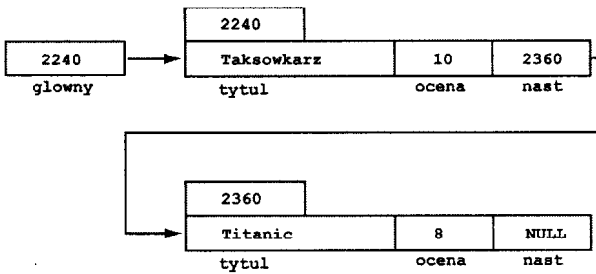 2240
2240
Taksowkarz 10 2360
glowny
tytul ocena nast
2360
Titanic 8 NULL
tytul ocena nast